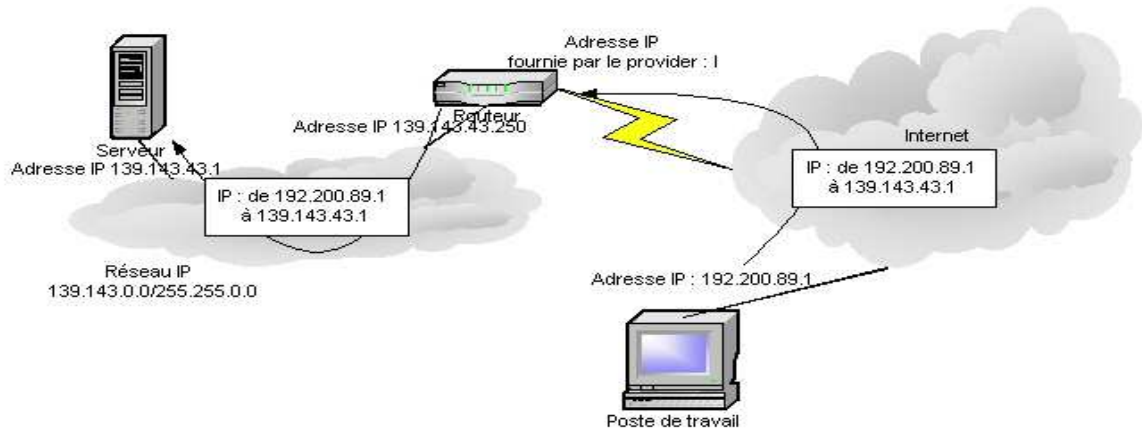 Adresse IP
fournie par le provider : I
Routeur
Adresse IP 139.143.43.250
Serveur
Adresse IP 139.143.43.1
IP : de 192.200.89.1
à 139.143.43.1
Réseau IP
139.143.0.0/255.255.0.0
Internet
IP : de 192.200.89.1
à 139.143.43.1
Adresse IP : 192.200.89.1
Poste de travail